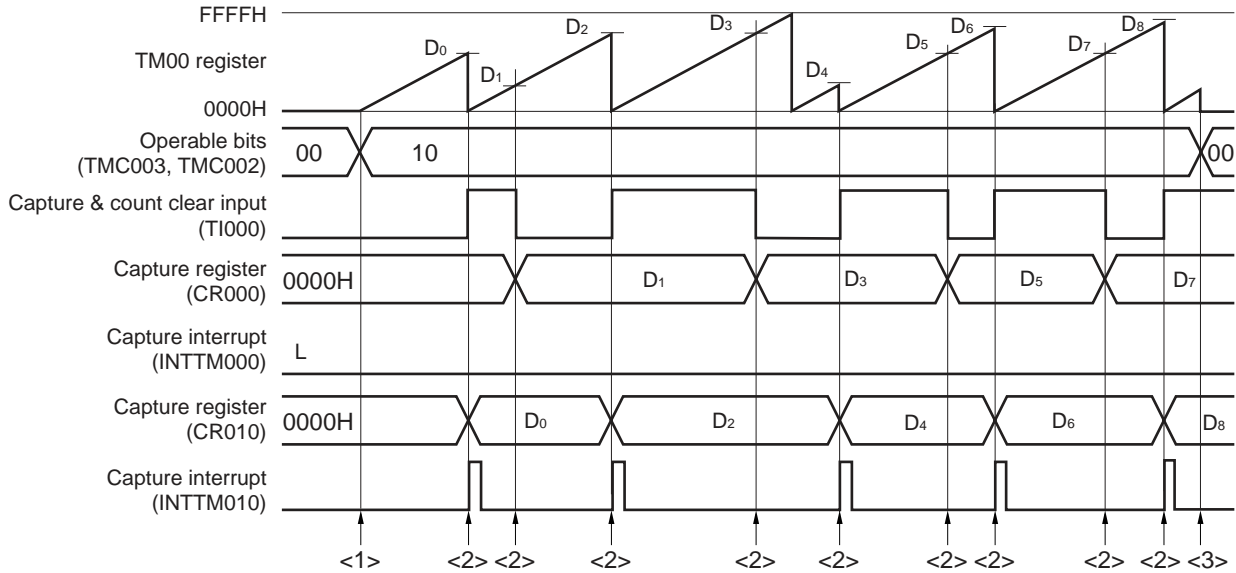 FFFFH
TM00 register
0000H
D0
D1
D2
D3
D4
D5
D6
D7
D8
Operable bits
(TMC003, TMC002)
00
10
00
Capture & count clear input
(TI000)
Capture register
(CR000)
0000H
D1
D3
D5
D7
Capture interrupt
(INTTM000)
L
Capture register
(CR010)
0000H
D0
D2
D4
D6
D8
Capture interrupt
(INTTM010)
<1> <2> <2> <2> <2> <2> <2> <2> <2> <2> <3>